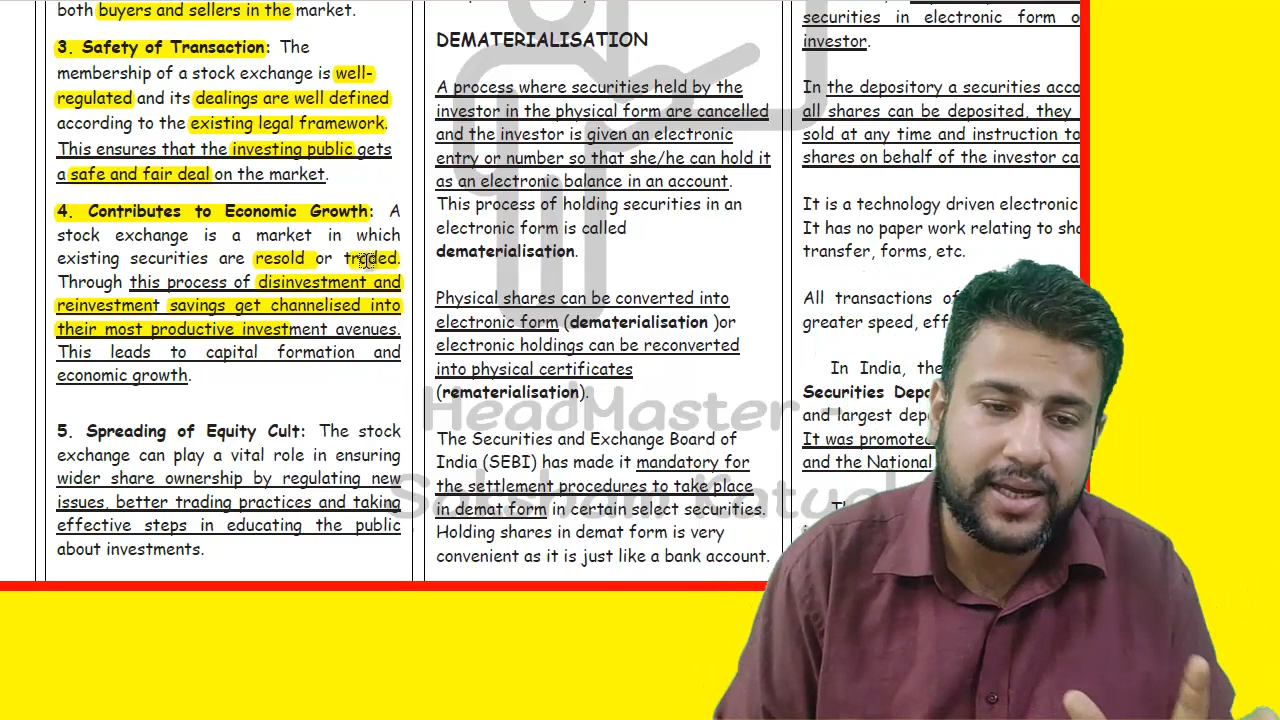 both buyers and sellers in the market.
3. Safety of Transaction: The
membership of a stock exchange is well-
regulated and its dealings are well defined
according to the existing legal framework.
This ensures that the investing public gets
a safe and fair deal on the market.
4. Contributes to Economic Growth: A
stock exchange is a market in which
existing securities are resold or traded.
Through this process of disinvestment and
reinvestment savings get channelised into
their most productive investment avenues.
This leads to capital formation and
economic growth.
5. Spreading of Equity Cult: The stock
exchange can play a vital role in ensuring
wider share ownership by regulating new
issues, better trading practices and taking
effective steps in educating the public
about investments.
DEMATERIALISATION
A process where securities held by the
investor in the physical form are cancelled
and the investor is given an electronic
entry or number so that she/he can hold it
as an electronic balance in an account.
This process of holding securities in an
electronic form is called
dematerialisation.
Physical shares can be converted into
electronic form (dematerialisation )or
electronic holdings can be reconverted
into physical certificates
(rematerialisation).
The Securities and Exchange Board of
India (SEBI) has made it mandatory for
the settlement procedures to take place
in demat form in certain select securities.
Holding shares in demat form is very
convenient as it is just like a bank account.
securities in electronic form o
investor.
In the depository a securities acco
all shares can be deposited, they
sold at any time and instruction to
shares on behalf of the investor ca
It is a technology driven electronic
It has no paper work relating to sha
transfer, forms, etc.
All transactions of
greater speed, eff
In India, the
Securities Depo
and largest depo
It was promoted
and the National
HeadMaster -
Saksham Katual